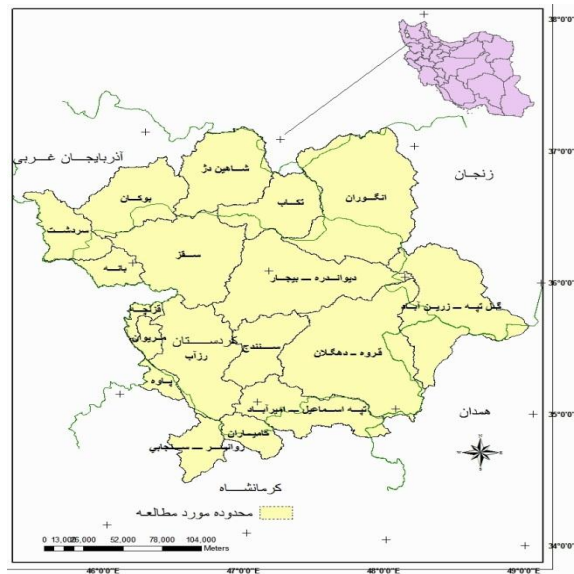 38°0'0"
37°0'0"
36°0'0"
35°0'0"
34°0'0"
آذربایجان غربی
زنجان
شاهین دژ
انگوران
بوکان
تکاب
سردشت
سقز
بانه
دیواندره – بیجار
گل تپه – زرین آباد
قزلجه
مریوان
کردستان
رزآب
سنندج
قروه – دهگلان
پاوه
تپه اسماعیل – امیرآباد
همدان
کامیاران
روانسر – سنجابی
کرمانشاه
محدوده مورد مطالعه
0 13,000 26,000 52,000 78,000 104,000
Meters
46°0'0"E 47°0'0"E 48°0'0"E 49°0'0"E